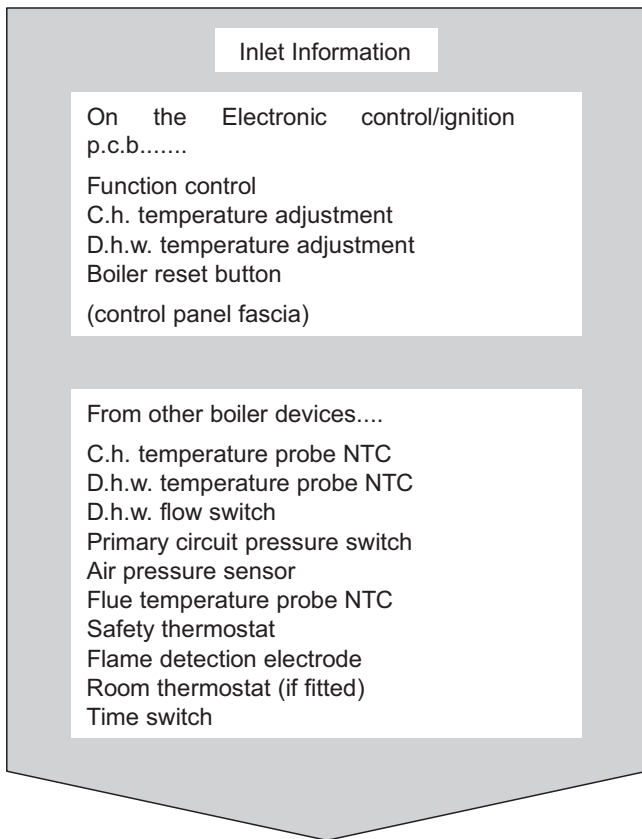 Inlet Information
On the Electronic control/ignition
p.c.b.......
Function control
C.h. temperature adjustment
D.h.w. temperature adjustment
Boiler reset button
(control panel fascia)
From other boiler devices....
C.h. temperature probe NTC
D.h.w. temperature probe NTC
D.h.w. flow switch
Primary circuit pressure switch
Air pressure sensor
Flue temperature probe NTC
Safety thermostat
Flame detection electrode
Room thermostat (if fitted)
Time switch